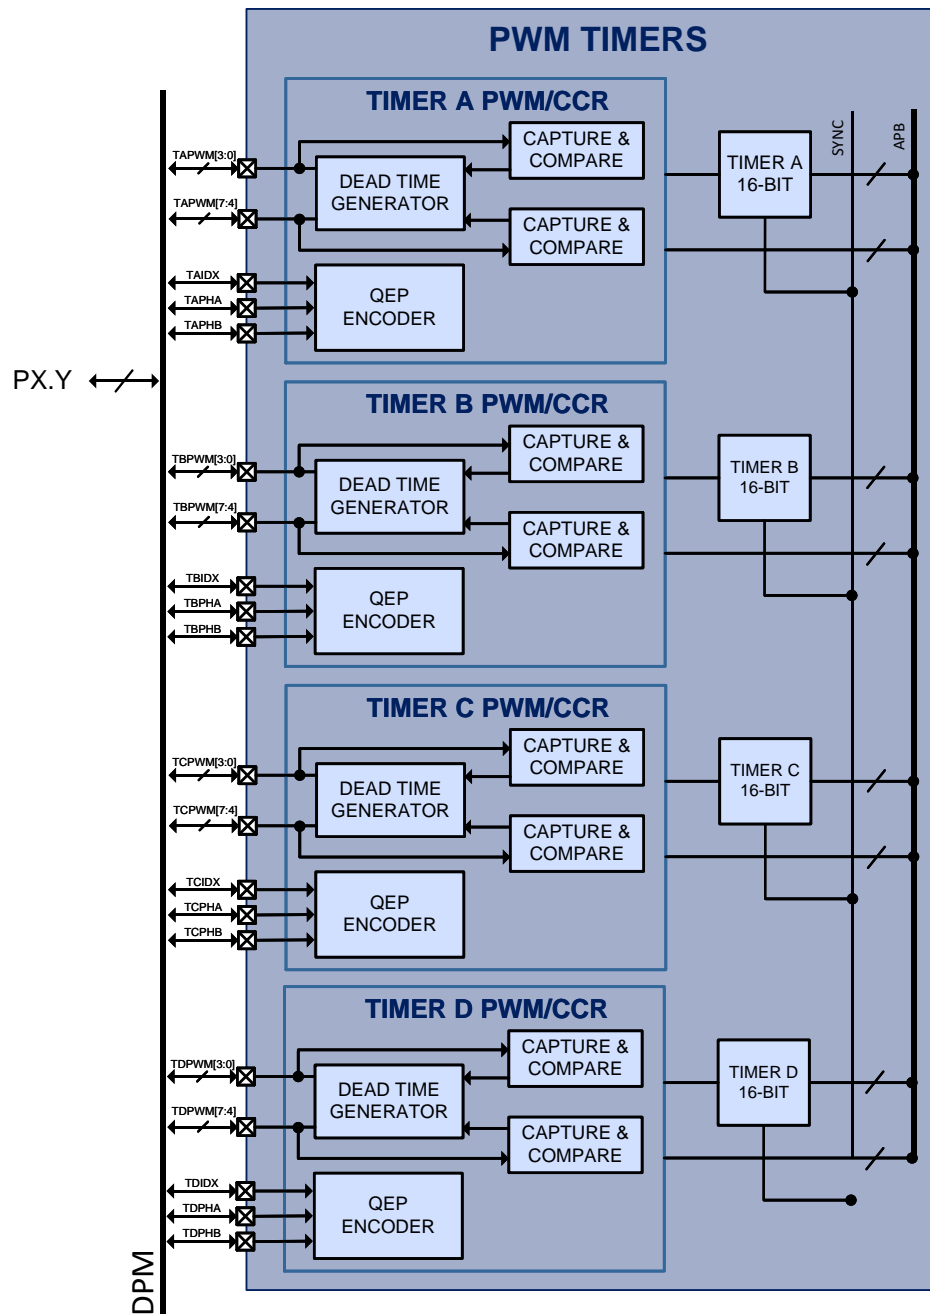 PWM TIMERS
TIMER A PWM/CCR
SYNC
APB
TAPWM[3:0]
CAPTURE &
COMPARE
TIMER A
16-BIT
DEAD TIME
GENERATOR
TAPWM[7:4]
CAPTURE &
COMPARE
TAIDX
TAPHA
TAPHB
QEP
ENCODER
PX.Y
TIMER B PWM/CCR
TBPWM[3:0]
CAPTURE &
COMPARE
TIMER B
16-BIT
DEAD TIME
GENERATOR
TBPWM[7:4]
CAPTURE &
COMPARE
TBIDX
TBPHA
TBPHB
QEP
ENCODER
TIMER C PWM/CCR
TCPWM[3:0]
CAPTURE &
COMPARE
TIMER C
16-BIT
DEAD TIME
GENERATOR
TCPWM[7:4]
CAPTURE &
COMPARE
TCIDX
TCPHA
TCPHB
QEP
ENCODER
TIMER D PWM/CCR
TDPWM[3:0]
CAPTURE &
COMPARE
TIMER D
16-BIT
DEAD TIME
GENERATOR
TDPWM[7:4]
CAPTURE &
COMPARE
TDIDX
TDPHA
TDPHB
QEP
ENCODER
DPM